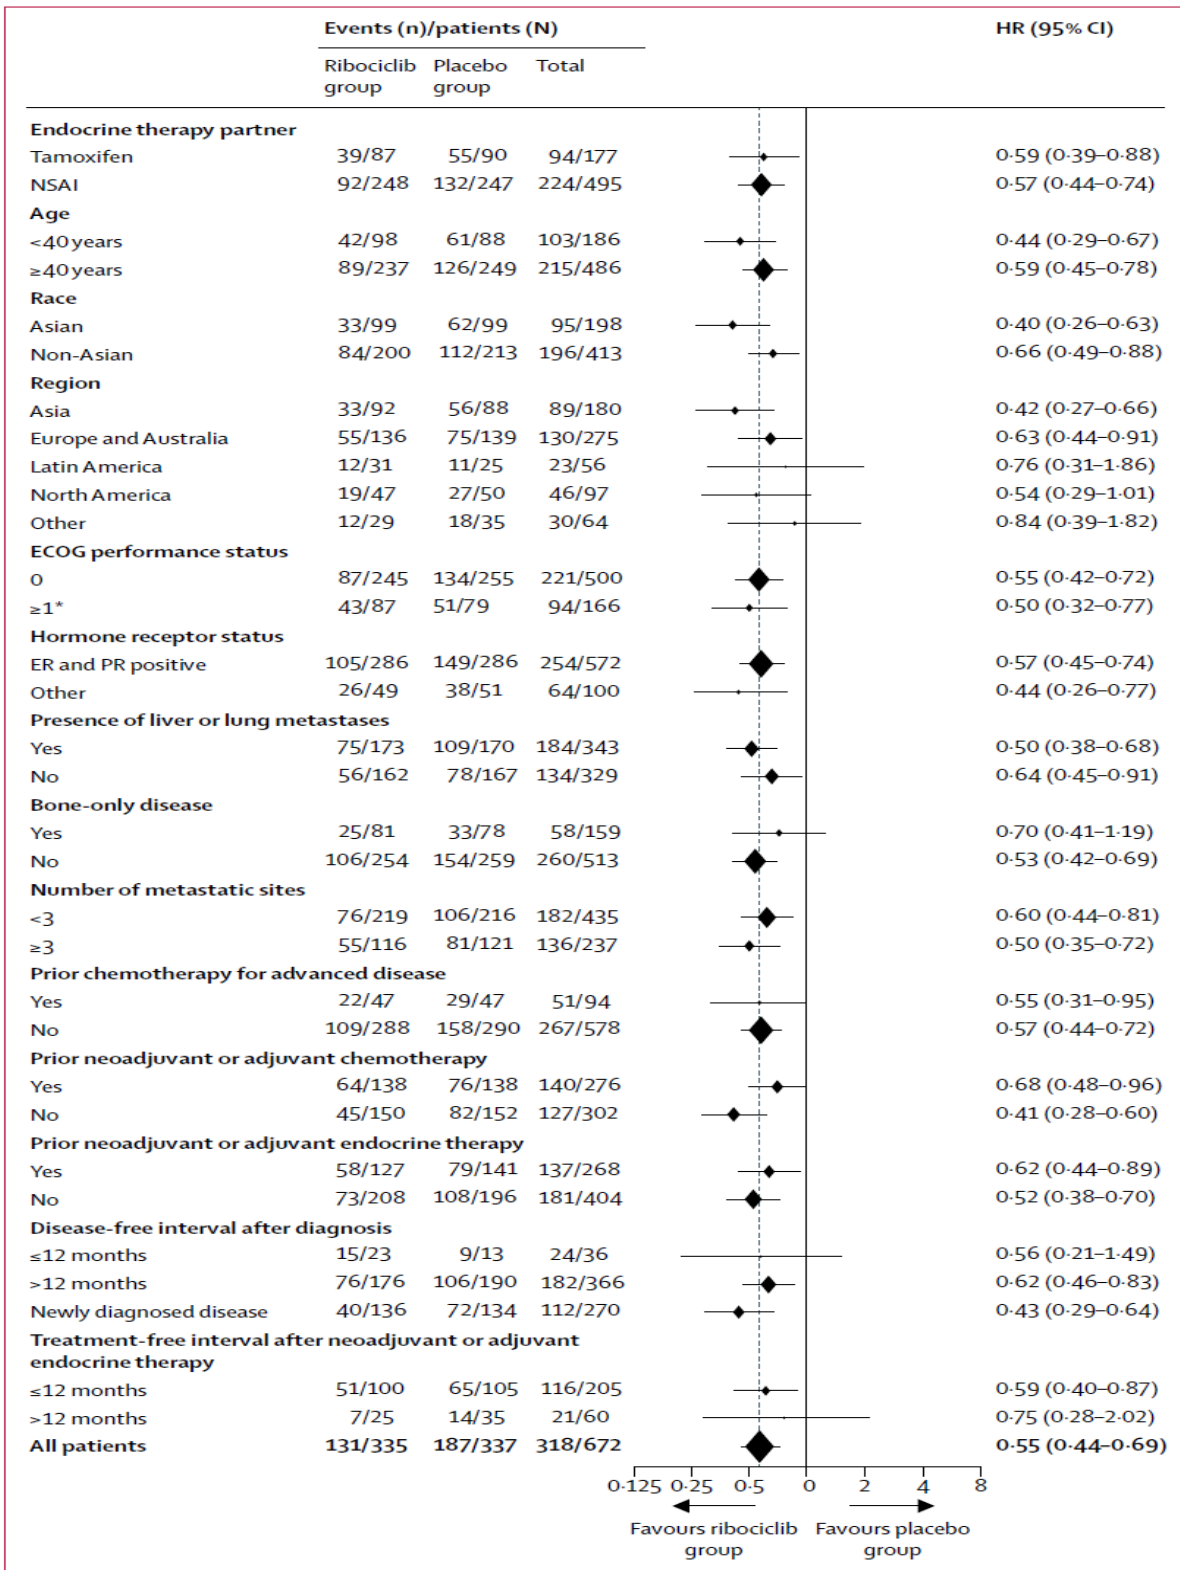 Events (n)/patients (N) HR (95% CI)
Ribociclib group Placebo group Total
Endocrine therapy partner
Tamoxifen 39/87 55/90 94/177 0·59 (0·39–0·88)
NSAI 92/248 132/247 224/495 0·57 (0·44–0·74)
Age
<40 years 42/98 61/88 103/186 0·44 (0·29–0·67)
≥40 years 89/237 126/249 215/486 0·59 (0·45–0·78)
Race
Asian 33/99 62/99 95/198 0·40 (0·26–0·63)
Non-Asian 84/200 112/213 196/413 0·66 (0·49–0·88)
Region
Asia 33/92 56/88 89/180 0·42 (0·27–0·66)
Europe and Australia 55/136 75/139 130/275 0·63 (0·44–0·91)
Latin America 12/31 11/25 23/56 0·76 (0·31–1·86)
North America 19/47 27/50 46/97 0·54 (0·29–1·01)
Other 12/29 18/35 30/64 0·84 (0·39–1·82)
ECOG performance status
0 87/245 134/255 221/500 0·55 (0·42–0·72)
≥1* 43/87 51/79 94/166 0·50 (0·32–0·77)
Hormone receptor status
ER and PR positive 105/286 149/286 254/572 0·57 (0·45–0·74)
Other 26/49 38/51 64/100 0·44 (0·26–0·77)
Presence of liver or lung metastases
Yes 75/173 109/170 184/343 0·50 (0·38–0·68)
No 56/162 78/167 134/329 0·64 (0·45–0·91)
Bone-only disease
Yes 25/81 33/78 58/159 0·70 (0·41–1·19)
No 106/254 154/259 260/513 0·53 (0·42–0·69)
Number of metastatic sites
<3 76/219 106/216 182/435 0·60 (0·44–0·81)
≥3 55/116 81/121 136/237 0·50 (0·35–0·72)
Prior chemotherapy for advanced disease
Yes 22/47 29/47 51/94 0·55 (0·31–0·95)
No 109/288 158/290 267/578 0·57 (0·44–0·72)
Prior neoadjuvant or adjuvant chemotherapy
Yes 64/138 76/138 140/276 0·68 (0·48–0·96)
No 45/150 82/152 127/302 0·41 (0·28–0·60)
Prior neoadjuvant or adjuvant endocrine therapy
Yes 58/127 79/141 137/268 0·62 (0·44–0·89)
No 73/208 108/196 181/404 0·52 (0·38–0·70)
Disease-free interval after diagnosis
≤12 months 15/23 9/13 24/36 0·56 (0·21–1·49)
>12 months 76/176 106/190 182/366 0·62 (0·46–0·83)
Newly diagnosed disease 40/136 72/134 112/270 0·43 (0·29–0·64)
Treatment-free interval after neoadjuvant or adjuvant
endocrine therapy
≤12 months 51/100 65/105 116/205 0·59 (0·40–0·87)
>12 months 7/25 14/35 21/60 0·75 (0·28–2·02)
All patients 131/335 187/337 318/672 0·55 (0·44–0·69)
0·125 0·25 0·5 0 2 4 8
Favours ribociclib group Favours placebo group